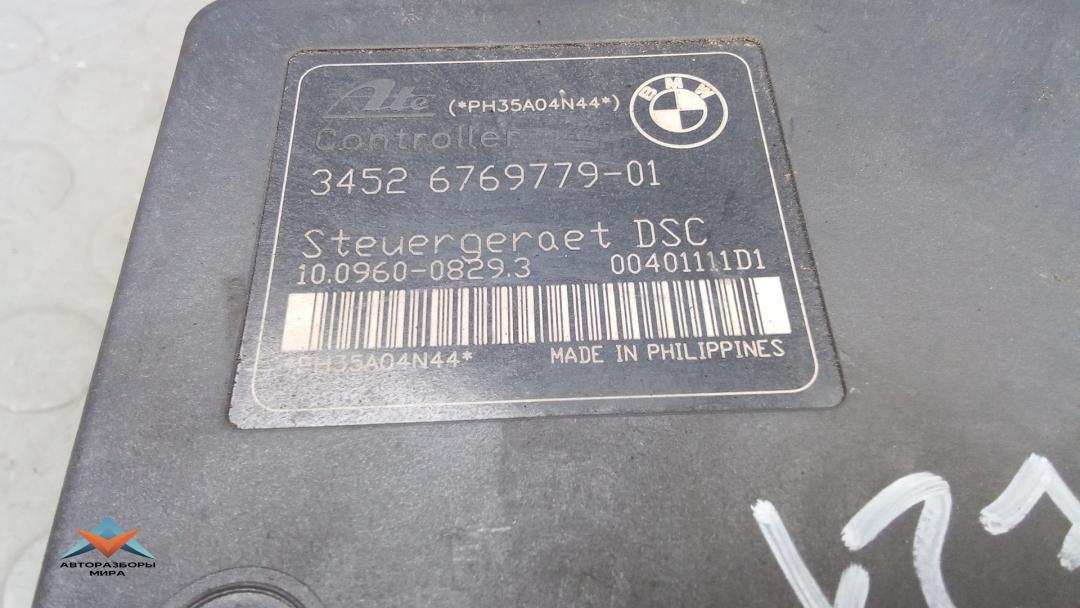 Ate (*PH35A04N44*) BMW
Controller
3452 6769779-01
Steuergeraet DSC
10.0960-0829.3 00401111D1
*PH35A04N44* MADE IN PHILIPPINES
АВТОРАЗБОРЫ
МИРА